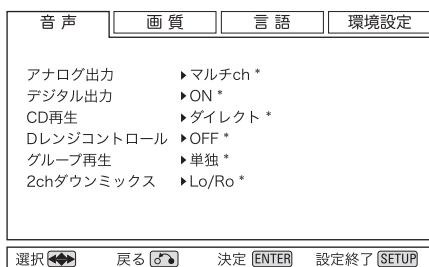 音声 画質 言語 環境設定
アナログ出力 ▶マルチch *
デジタル出力 ▶ON *
CD再生 ▶ダイレクト *
Dレンジコントロール ▶OFF *
グループ再生 ▶単独 *
2chダウンミックス ▶Lo/Ro *
選択 戻る 決定 ENTER 設定終了 SETUP